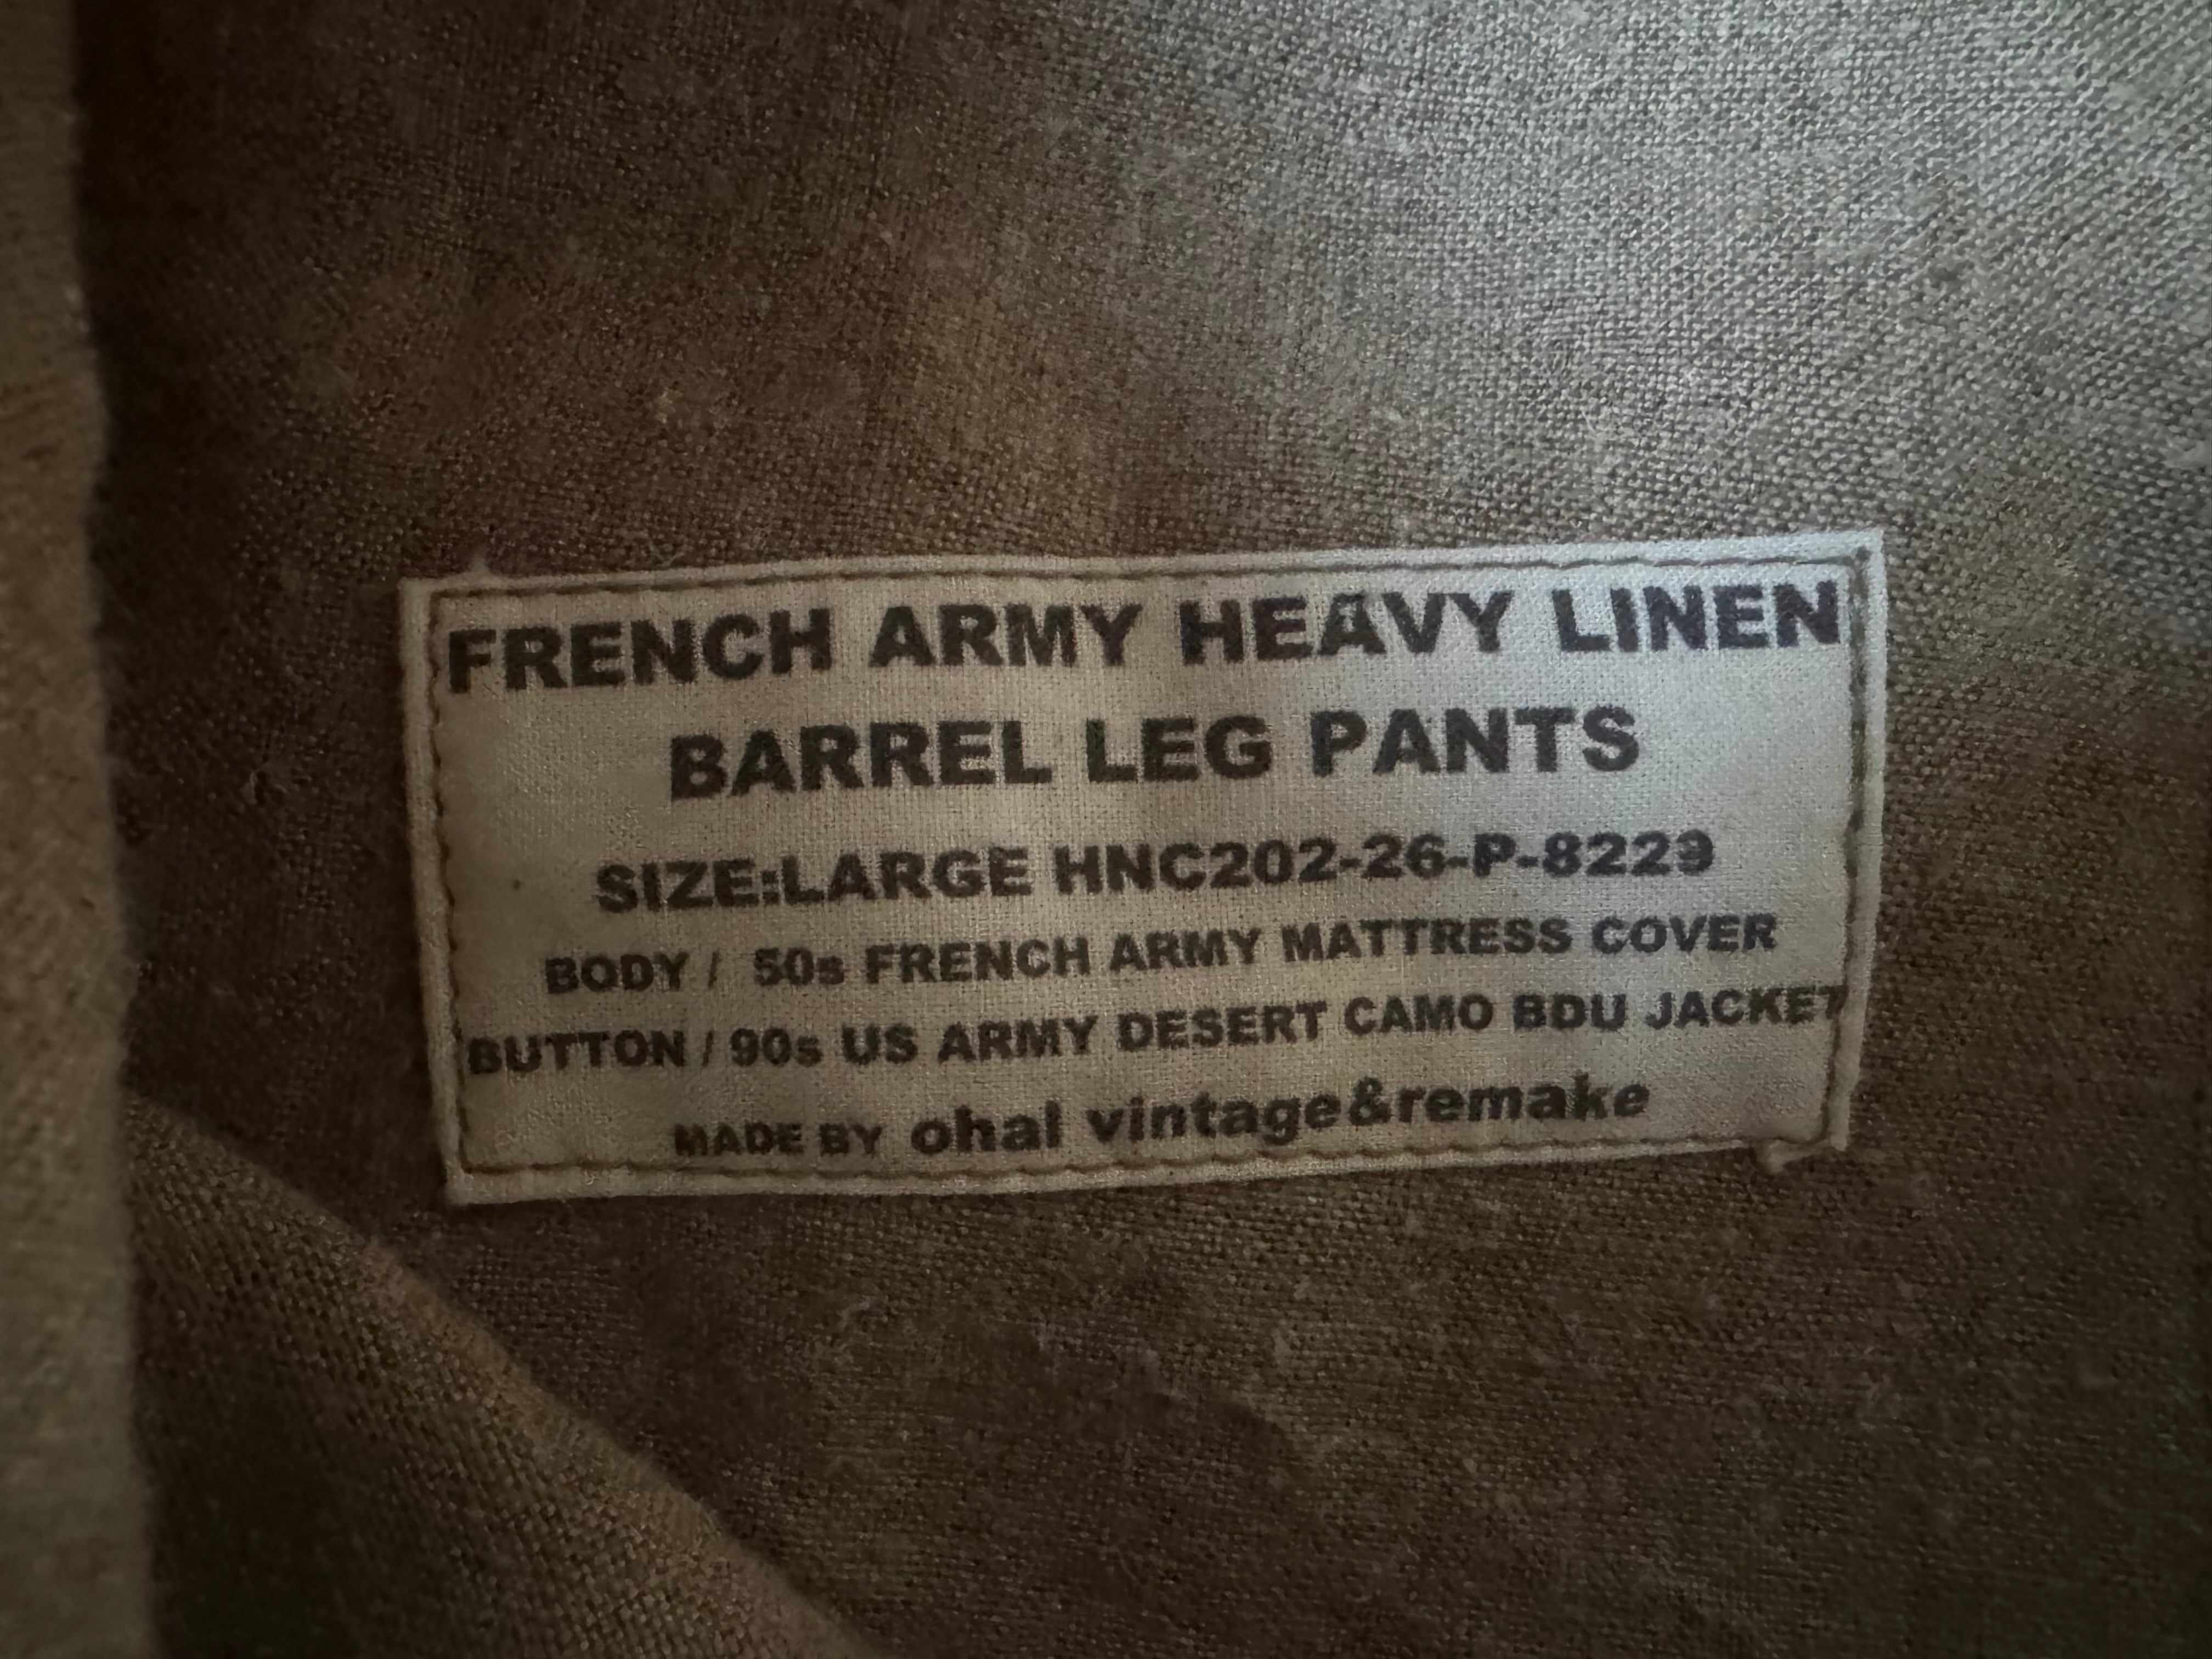 FRENCH ARMY HEAVY LINEN
BARREL LEG PANTS
SIZE:LARGE HNC202-26-P-8229
BODY / 50s FRENCH ARMY MATTRESS COVER
BUTTON / 90s US ARMY DESERT CAMO BDU JACKET
MADE BY ohal vintage&remake